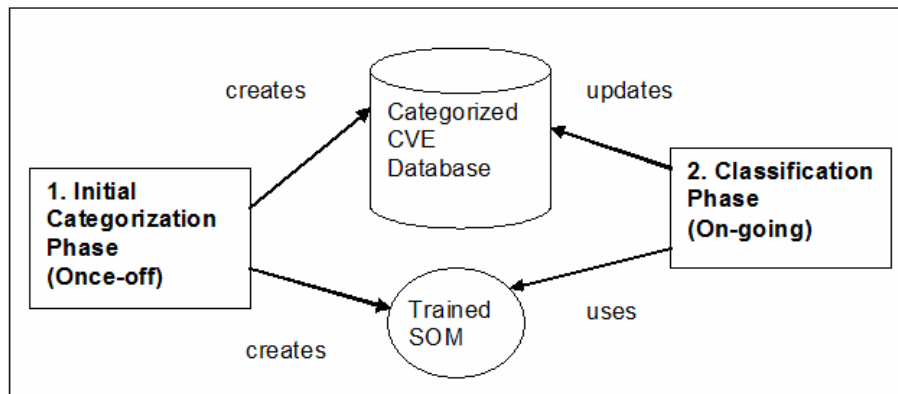 creates
updates
Categorized
CVE
Database
1. Initial
Categorization
Phase
(Once-off)
2. Classification
Phase
(On-going)
Trained
SOM
creates
uses